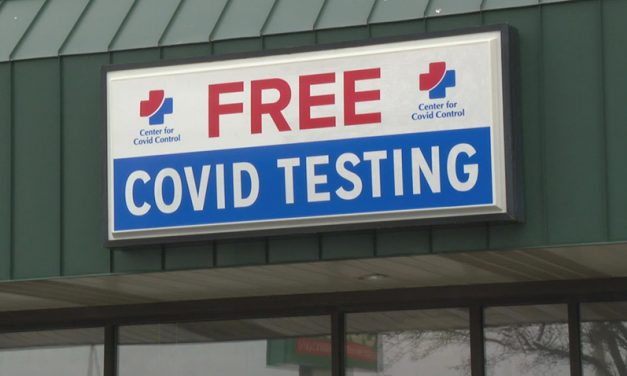 FREE
Center for
Covid Control
Center for
Covid Control
COVID TESTING